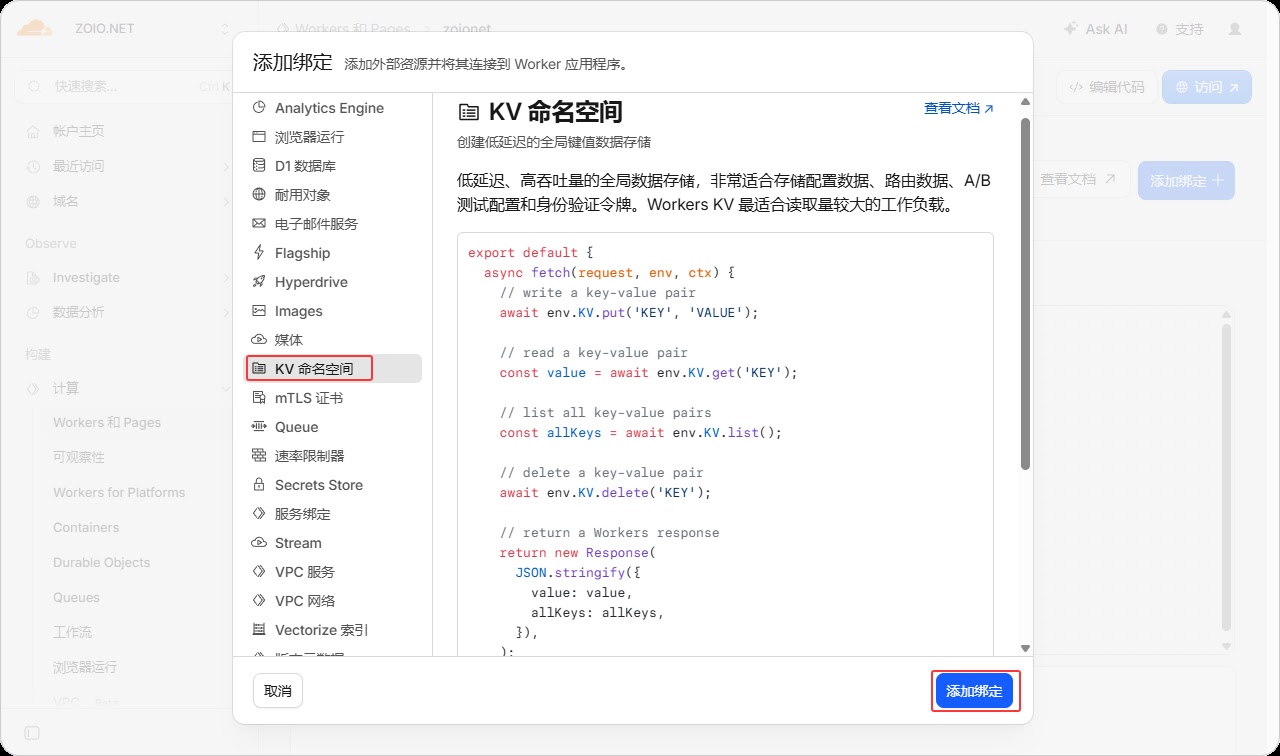 ZOIO.NET
Workers 和 Pages
zoionet
Ask AI
支持
快速搜索...
Ctrl K
编辑代码
访问
帐户主页
最近访问
域名
查看文档
添加绑定
Observe
Investigate
数据分析
构建
计算
Workers 和 Pages
可观察性
Workers for Platforms
Containers
Durable Objects
Queues
工作流
浏览器运行
VPC Beta
添加绑定 添加外部资源并将其连接到 Worker 应用程序。
Analytics Engine
浏览器运行
D1 数据库
耐用对象
电子邮件服务
Flagship
Hyperdrive
Images
媒体
KV 命名空间
mTLS 证书
Queue
速率限制器
Secrets Store
服务绑定
Stream
VPC 服务
VPC 网络
Vectorize 索引
版本元数据
KV 命名空间
查看文档
创建低延迟的全局键值数据存储
低延迟、高吞吐量的全局数据存储，非常适合存储配置数据、路由数据、A/B
测试配置和身份验证令牌。Workers KV 最适合读取量较大的工作负载。
export default {
async fetch(request, env, ctx) {
// write a key-value pair
await env.KV.put('KEY', 'VALUE');
// read a key-value pair
const value = await env.KV.get('KEY');
// list all key-value pairs
const allKeys = await env.KV.list();
// delete a key-value pair
await env.KV.delete('KEY');
// return a Workers response
return new Response(
JSON.stringify({
value: value,
allKeys: allKeys,
}),
);
取消
添加绑定